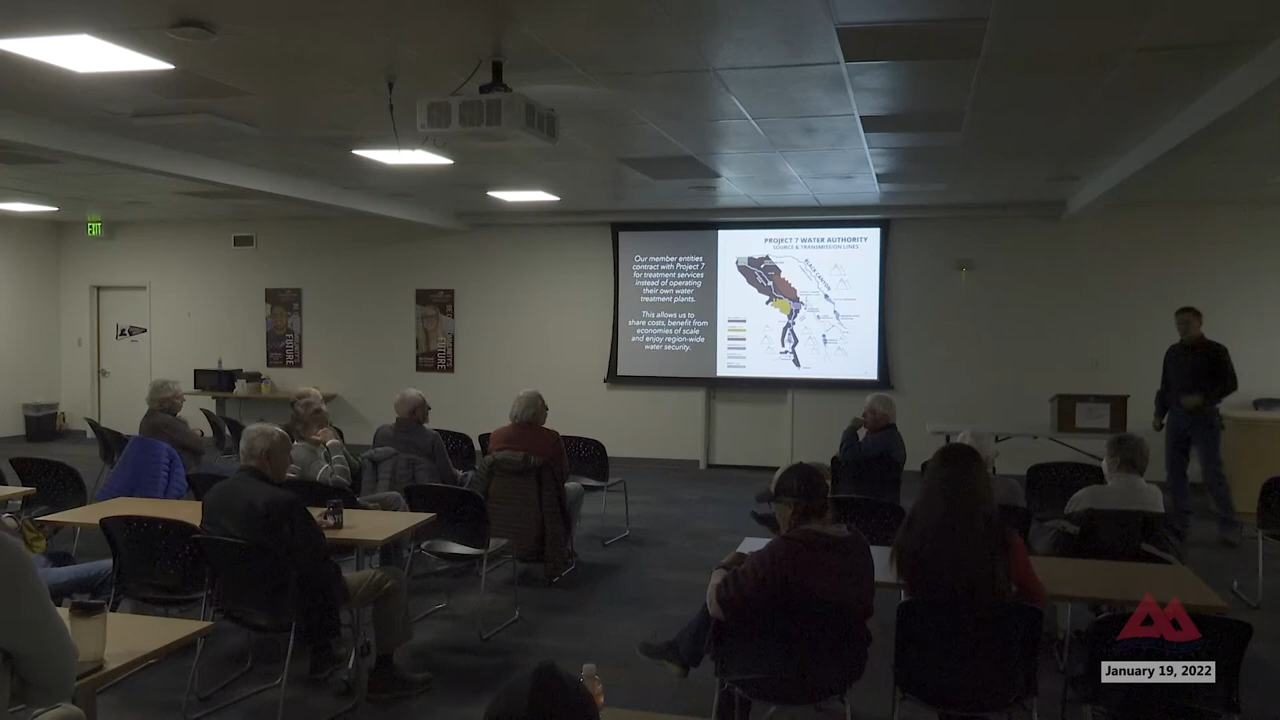 EXIT
PROJECT 7 WATER AUTHORITY
SOURCE & TRANSMISSION LINES
Our member entities
contract with Project 7
for treatment services
instead of operating
their own water
treatment plants.
This allows us to
share costs, benefit from
economies of scale
and enjoy region-wide
water security.
BLACK CANYON
FUTURE
FUTURE
January 19, 2022